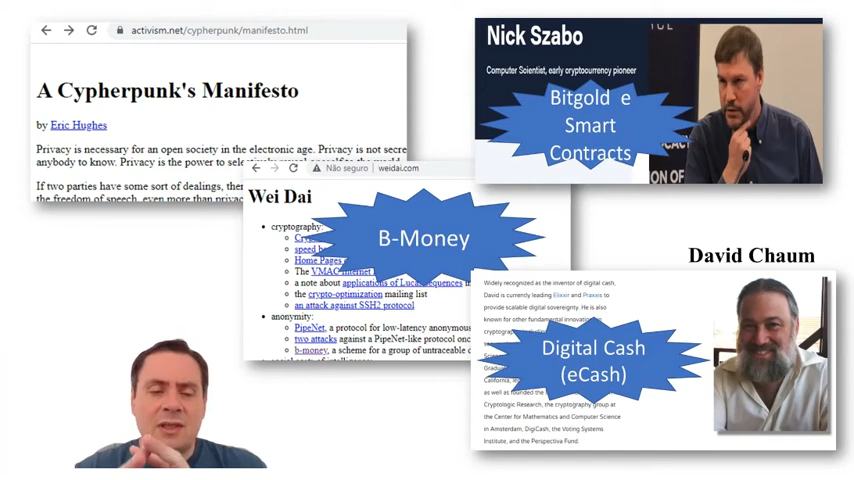 activism.net/cypherpunk/manifesto.html
A Cypherpunk's Manifesto
by Eric Hughes
Privacy is necessary for an open society in the electronic age. Privacy is not secre
anybody to know. Privacy is the power to
If two parties have some sort of dealings, the
the freedom of speech, even more than priva
Nick Szabo
Computer Scientist, early cryptocurrency pioneer
Bitgold e
Smart
Contracts
Não seguro
weidai.com
Wei Dai
cryptography:
speed
Home Pages
The VMAC
a note about applications of Lucas
the crypto-optimization mailing list
an attack against SSH2 protocol
anonymity:
PipeNet, a protocol for low-latency anonymous
two attacks against a PipeNet-like protocol
b-money, a scheme for a group of untraceable d
B-Money
David Chaum
Widely recognized as the inventor of digital cash,
David is currently leading Elixxir and Praxxis to
provide scalable digital sovereignty. He is also
known for other fundamental innovation
cryptography
Digital Cash
(eCash)
Gradu
California,
as well as founded the
Cryptologic Research, the cryptography group at
the Center for Mathematics and Computer Science
in Amsterdam, DigiCash, the Voting Systems
Institute, and the Perspectiva Fund.